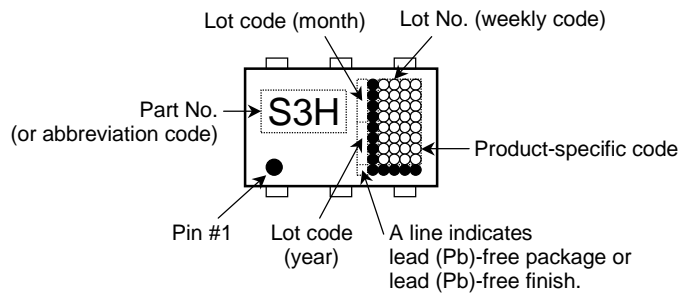 Lot code (month)
Lot No. (weekly code)
Part No.
(or abbreviation code)
S3H
Product-specific code
Pin #1
Lot code
(year)
A line indicates
lead (Pb)-free package or
lead (Pb)-free finish.